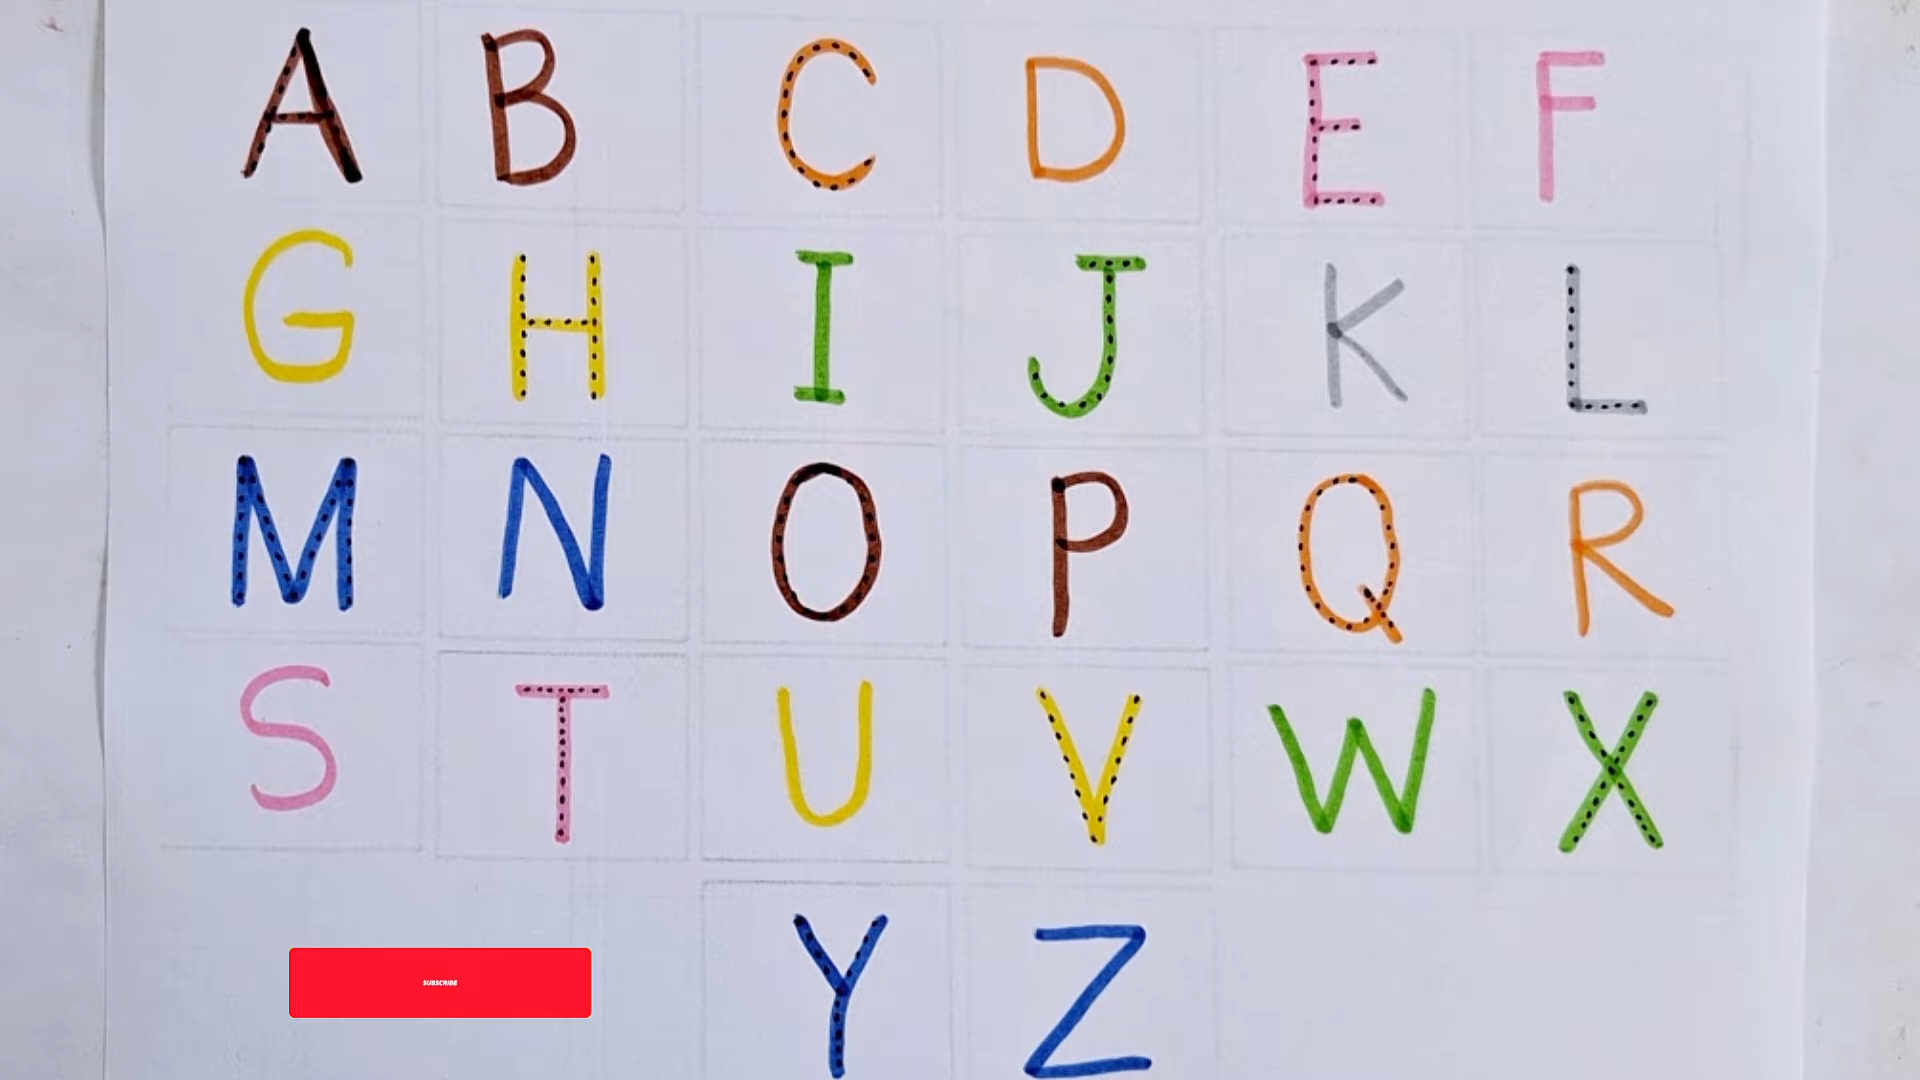 A B C D E F
G H I J K L
M N O P Q R
S T U V W X
Y Z
SUBSCRIBE